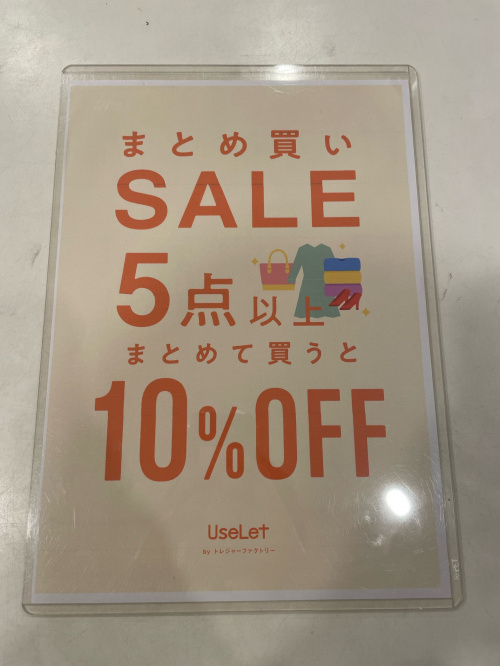 まとめ買い
SALE
5点以上
まとめて買うと
10%OFF
UseLet
by トレジャーファクトリー